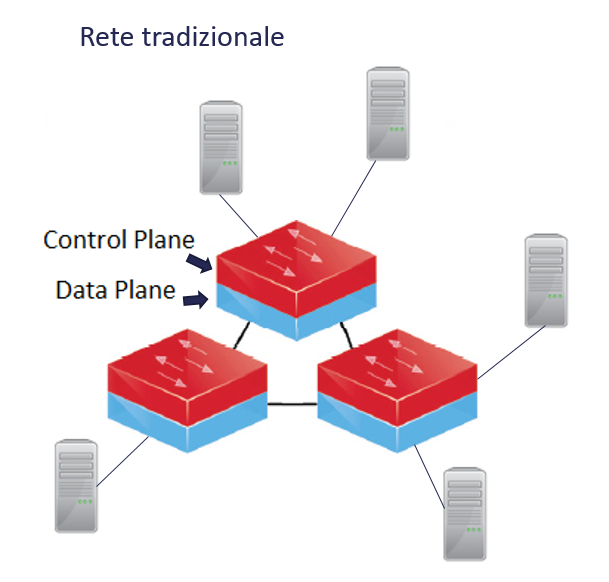 Rete tradizionale
Control Plane
Data Plane